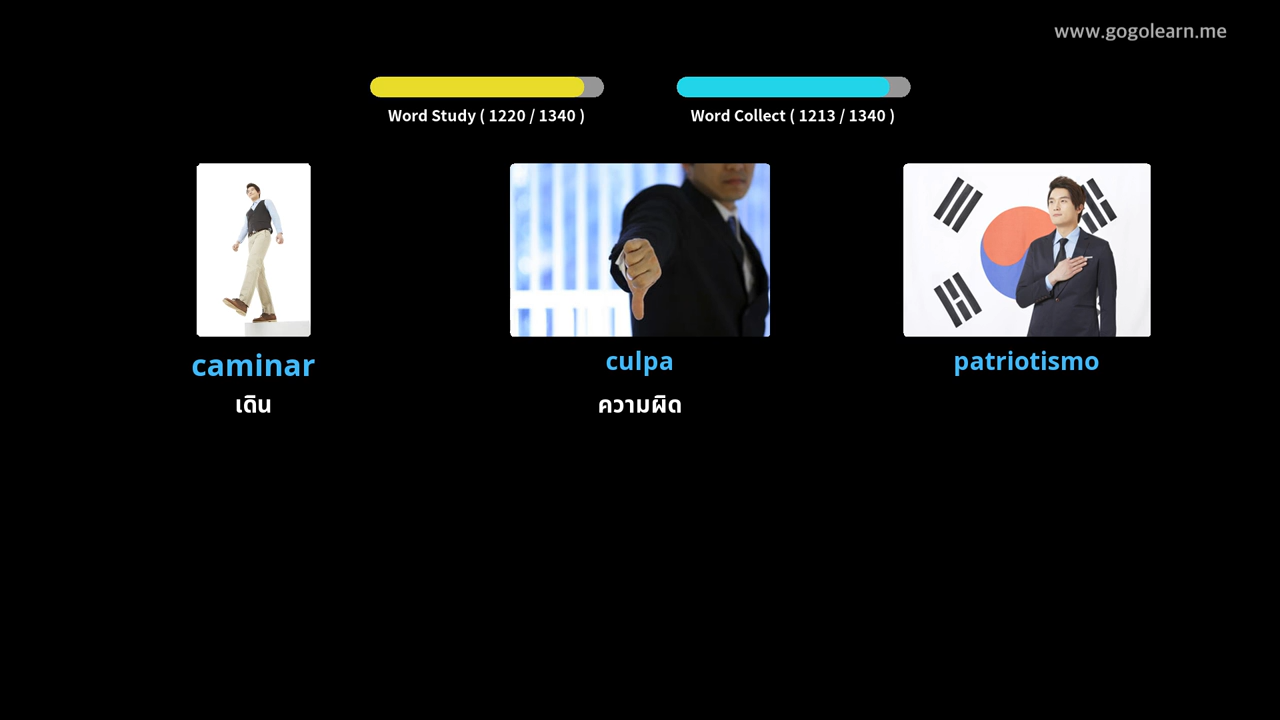 www.gogolearn.me
Word Study ( 1220 / 1340 )
Word Collect ( 1213 / 1340 )
caminar
culpa
patriotismo
เดิน
ความผิด